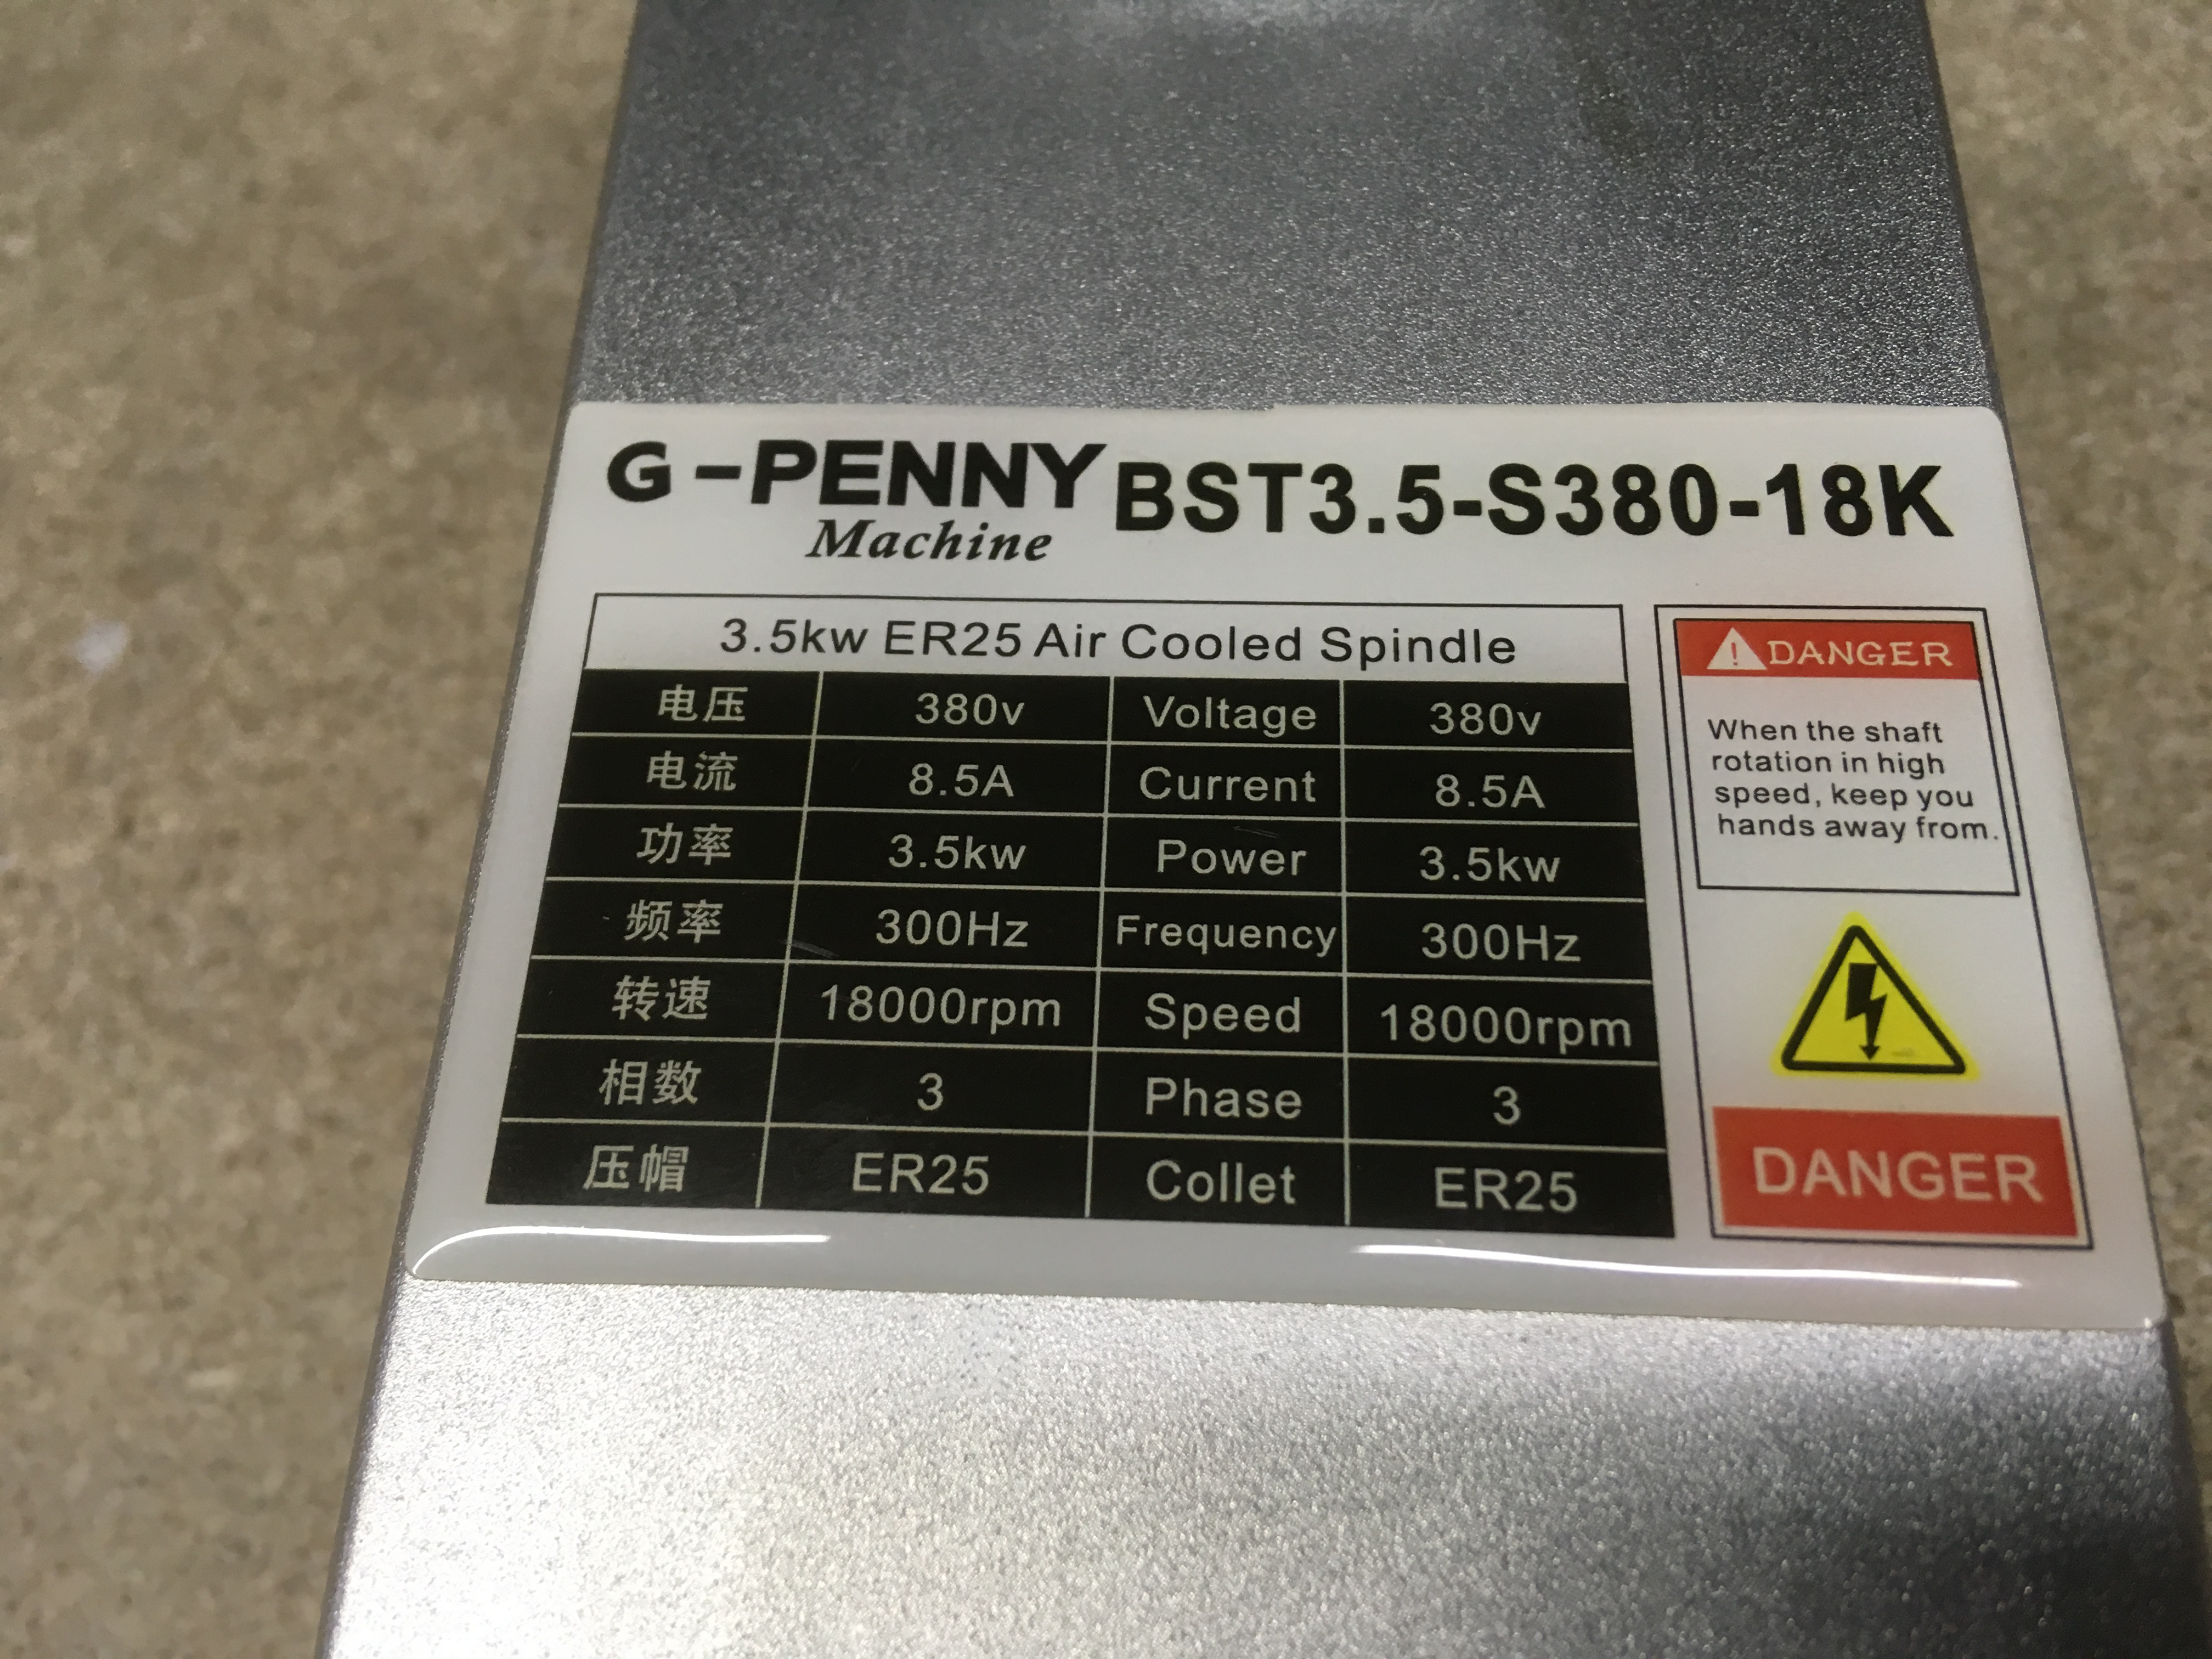 G-PENNY BST3.5-S380-18K
Machine
3.5kw ER25 Air Cooled Spindle
电压 380v Voltage 380v
电流 8.5A Current 8.5A
功率 3.5kw Power 3.5kw
频率 300Hz Frequency 300Hz
转速 18000rpm Speed 18000rpm
相数 3 Phase 3
压帽 ER25 Collet ER25
DANGER
When the shaft
rotation in high
speed, keep you
hands away from.
DANGER